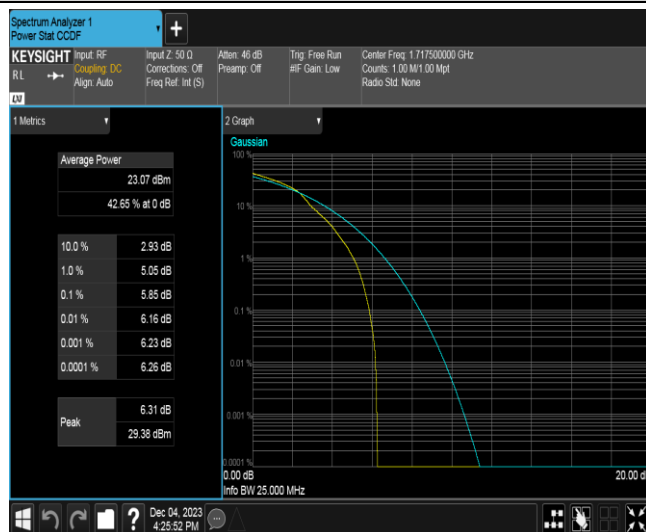 Spectrum Analyzer 1
Power Stat CCDF
KEYSIGHT
RL
Input: RF
Coupling: DC
Align: Auto
Input Z: 50 Ω
Corrections: Off
Freq Ref: Int (S)
Atten: 46 dB
Preamp: Off
Trig: Free Run
#IF Gain: Low
Center Freq: 1.717500000 GHz
Counts: 1.00 M/1.00 Mpt
Radio Std: None
LXI
1 Metrics
Average Power
23.07 dBm
42.65 % at 0 dB
10.0 % 2.93 dB
1.0 % 5.05 dB
0.1 % 5.85 dB
0.01 % 6.16 dB
0.001 % 6.23 dB
0.0001 % 6.26 dB
Peak
6.31 dB
29.38 dBm
2 Graph
Gaussian
100 %
10 %
1 %
0.1 %
0.01 %
0.001 %
0.0001 %
0.00 dB
20.00 d
Info BW 25.000 MHz
?
Dec 04, 2023
4:25:52 PM